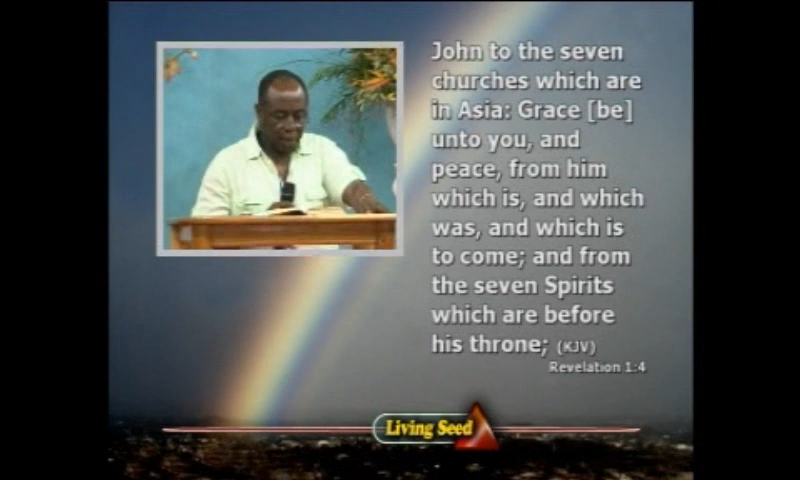 John to the seven
churches which are
in Asia: Grace [be]
unto you, and
peace, from him
which is, and which
was, and which is
to come; and from
the seven Spirits
which are before
his throne; (KJV)
Revelation 1:4
Living Seed